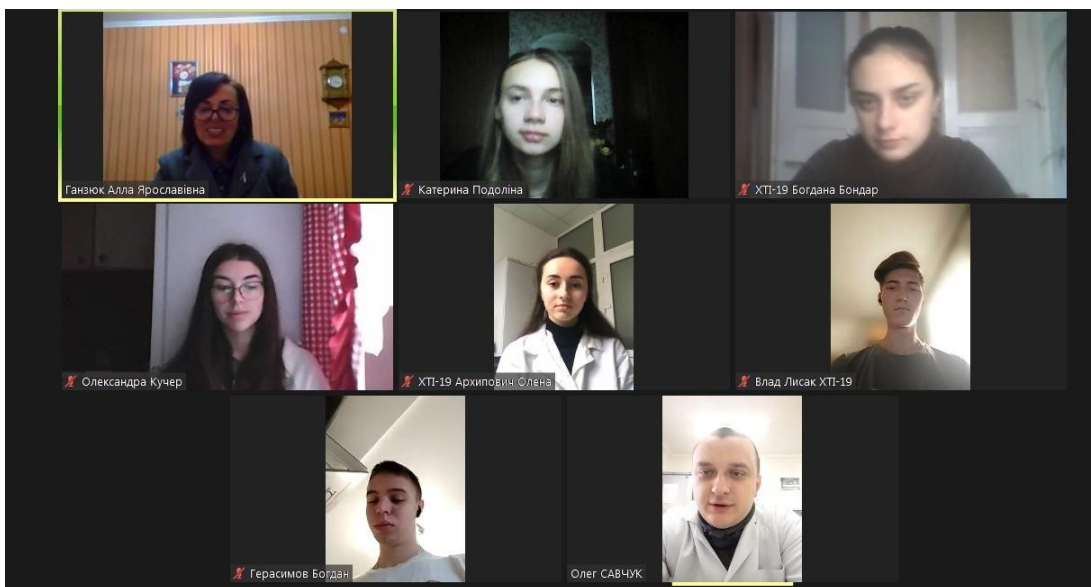 Ганзюк Алла Ярославівна
Катерина Подоліна
ХТІ-19 Богдана Бондар
Олександра Кучер
ХТІ-19 Архипович Олена
Влад Лисак ХТІ-19
Герасимов Богдан
Олег САВЧУК